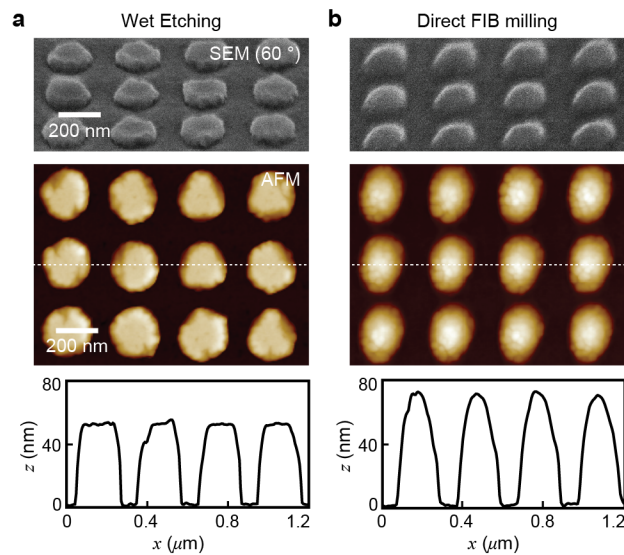 a Wet Etching
SEM (60 °)
200 nm
AFM
200 nm
80
40
0
z (nm)
0 0.4 0.8 1.2
x (μm)
b Direct FIB milling
80
40
0
z (nm)
0 0.4 0.8 1.2
x (μm)